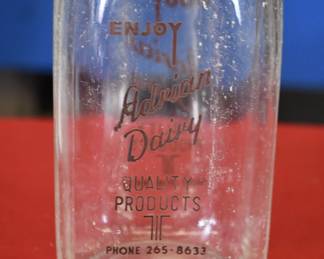 ENJOY
Adrian
Dairy
QUALITY
PRODUCTS
PHONE 265-8633